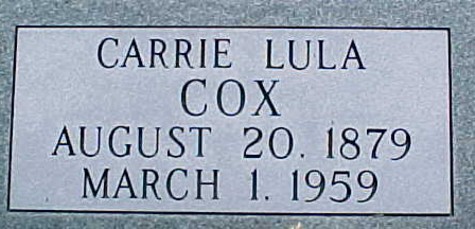 CARRIE LULA
COX
AUGUST 20. 1879
MARCH 1. 1959